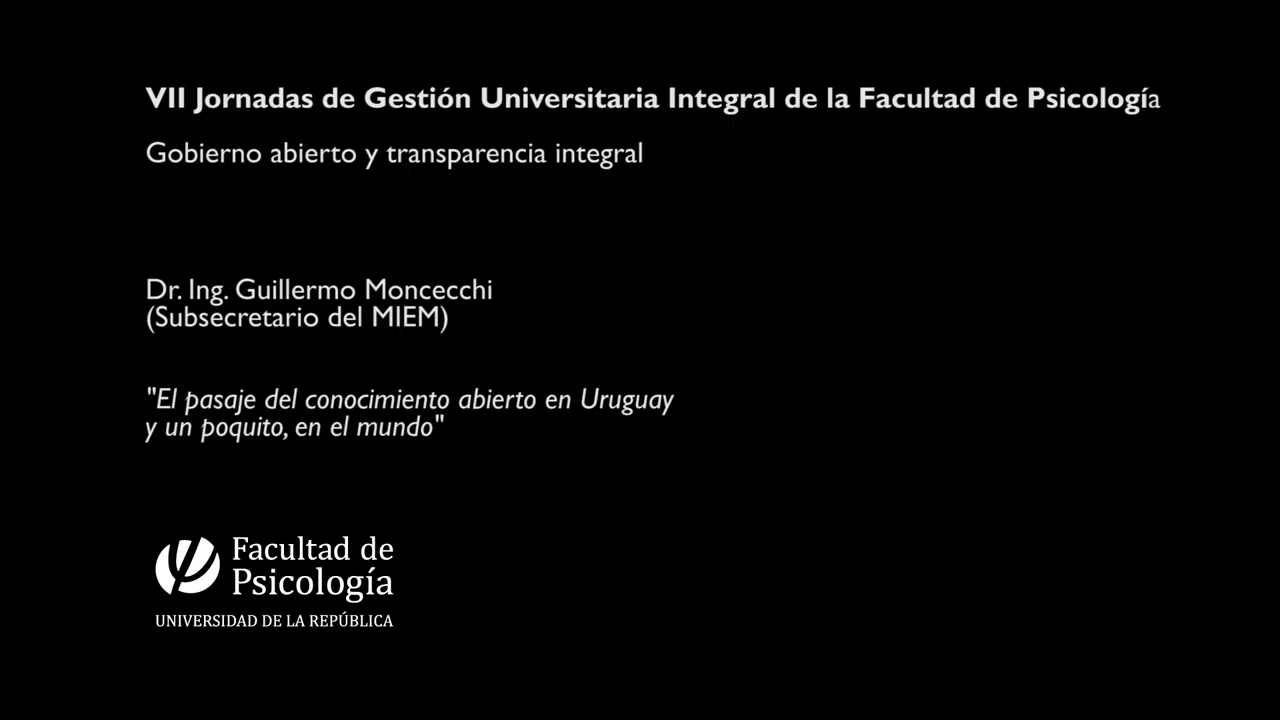 VII Jornadas de Gestión Universitaria Integral de la Facultad de Psicología
Gobierno abierto y transparencia integral
Dr. Ing. Guillermo Moncecchi
(Subsecretario del MIEM)
"El pasaje del conocimiento abierto en Uruguay
y un poquito, en el mundo"
Facultad de
Psicología
UNIVERSIDAD DE LA REPÚBLICA